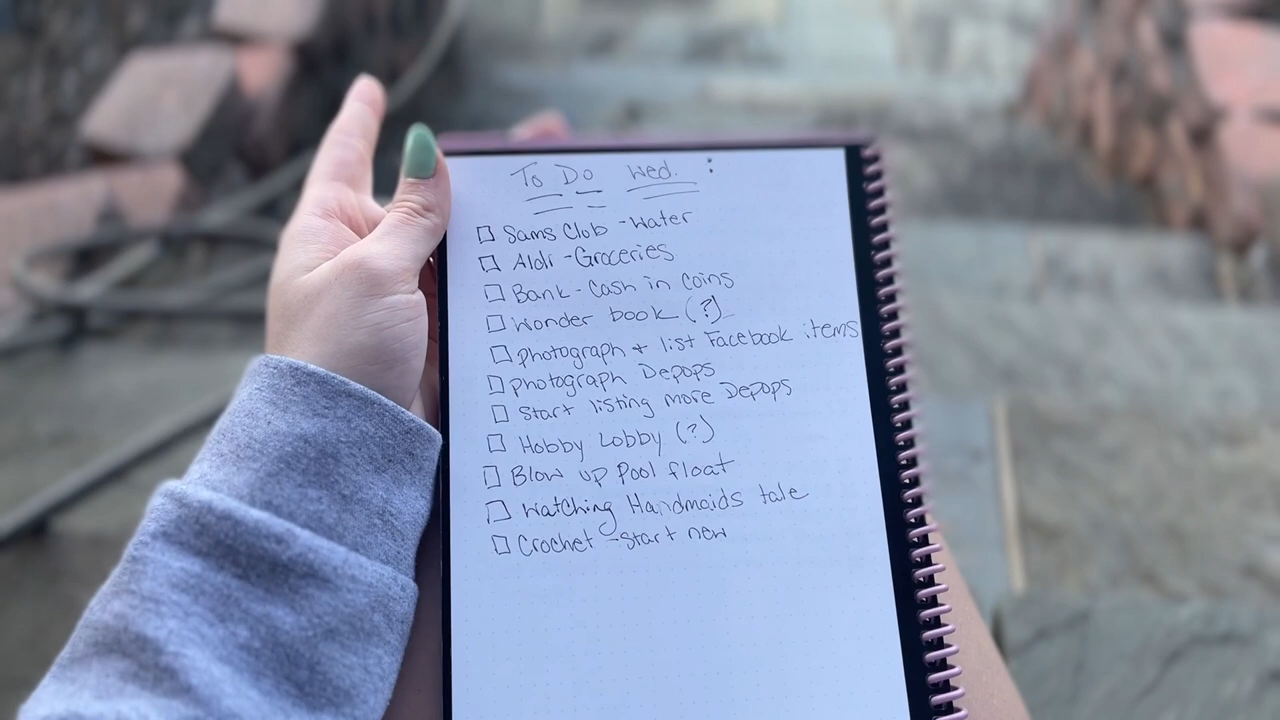 To Do Wed. :
Sams Club - Water
Aldi - Groceries
Bank - Cash in coins
Wonder book (?)
photograph + list Facebook items
photograph Depops
Start listing more Depops
Hobby Lobby (?)
Blow up Pool float
Watching Handmaids tale
Crochet - Start new